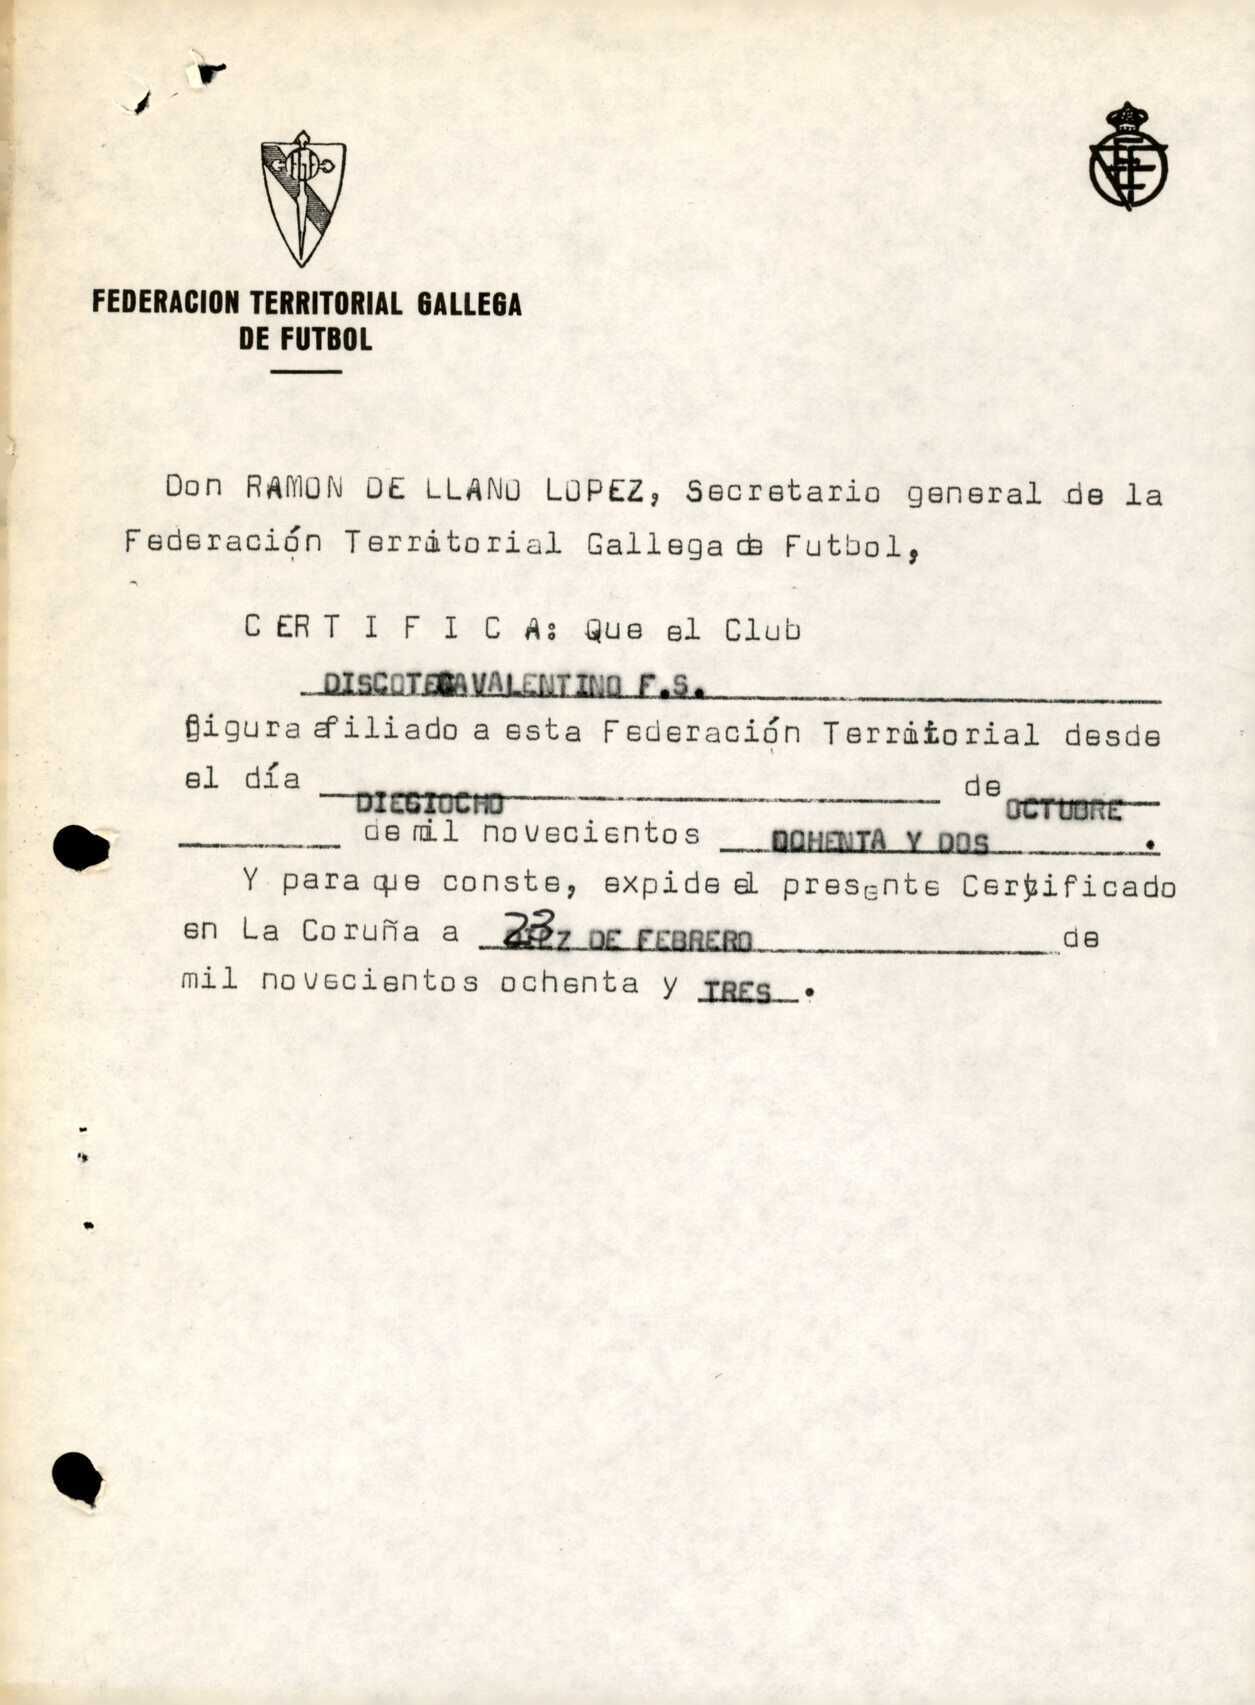 FEDERACION TERRITORIAL GALLEGA
DE FUTBOL
Don RAMON DE LLANO LOPEZ, Secretario general de la
Federación Territorial Gallega de Futbol,
C E R T I F I C A: Que el Club
DISCOTECA VALENTINO F.S.
figura afiliado a esta Federación Territorial desde
el día DIECIOCHO de OCTUBRE
de mil novecientos OCHENTA Y DOS.
Y para que conste, expide el presente Certificado
en La Coruña a 23 DE FEBRERO de
mil novecientos ochenta y TRES.